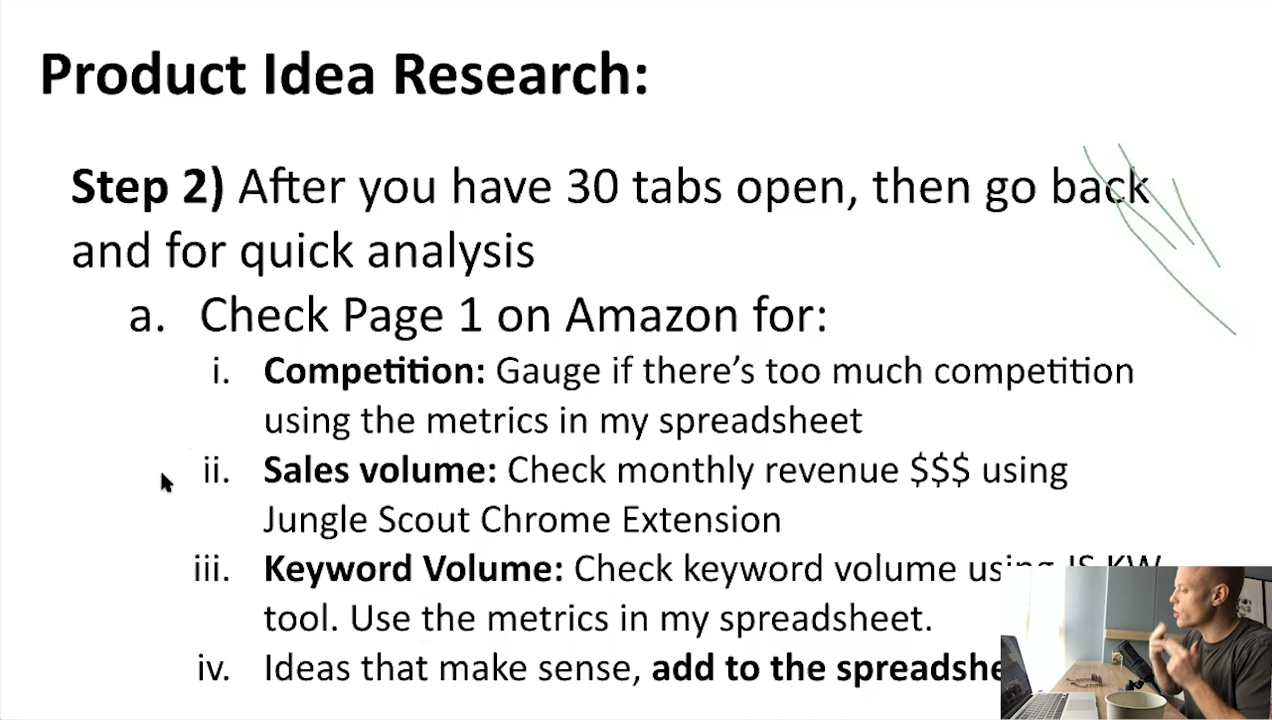 Product Idea Research:
Step 2) After you have 30 tabs open, then go back
and for quick analysis
a. Check Page 1 on Amazon for:
i. Competition: Gauge if there's too much competition
using the metrics in my spreadsheet
ii. Sales volume: Check monthly revenue $$$ using
Jungle Scout Chrome Extension
iii. Keyword Volume: Check keyword volume using JS KW
tool. Use the metrics in my spreadsheet.
iv. Ideas that make sense, add to the